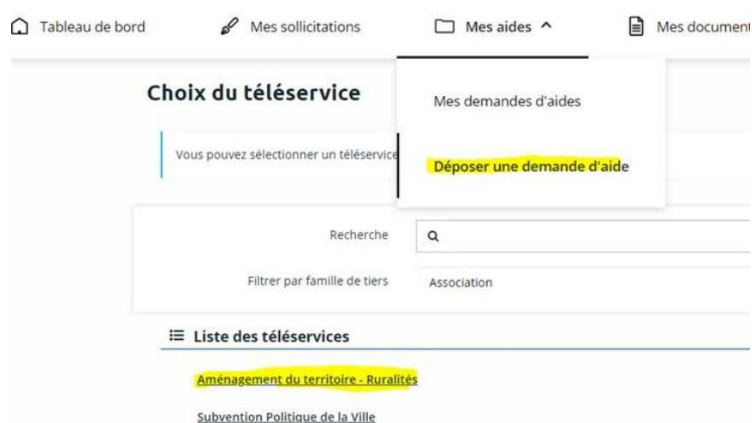 Tableau de bord
Mes sollicitations
Mes aides
Mes document
Choix du téléservice
Mes demandes d'aides
Vous pouvez sélectionner un téléservice
Déposer une demande d'aide
Recherche
Filtrer par famille de tiers
Association
Liste des téléservices
Aménagement du territoire - Ruralités
Subvention Politique de la Ville